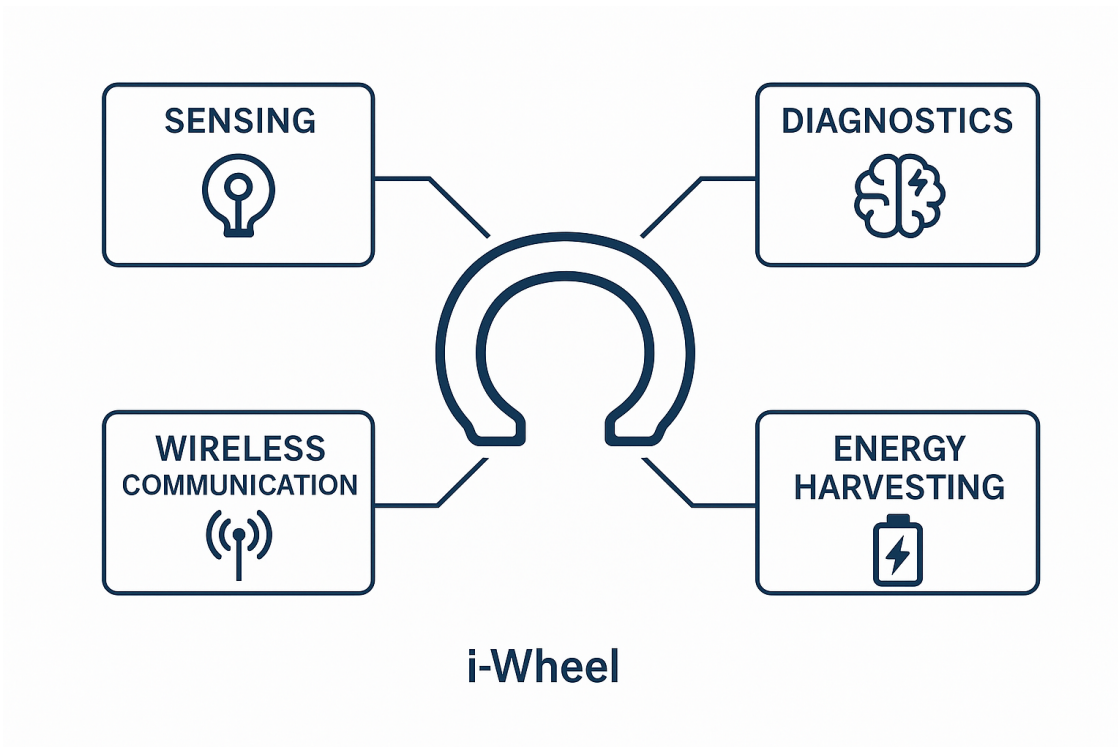 SENSING
DIAGNOSTICS
WIRELESS
COMMUNICATION
ENERGY
HARVESTING
i-Wheel